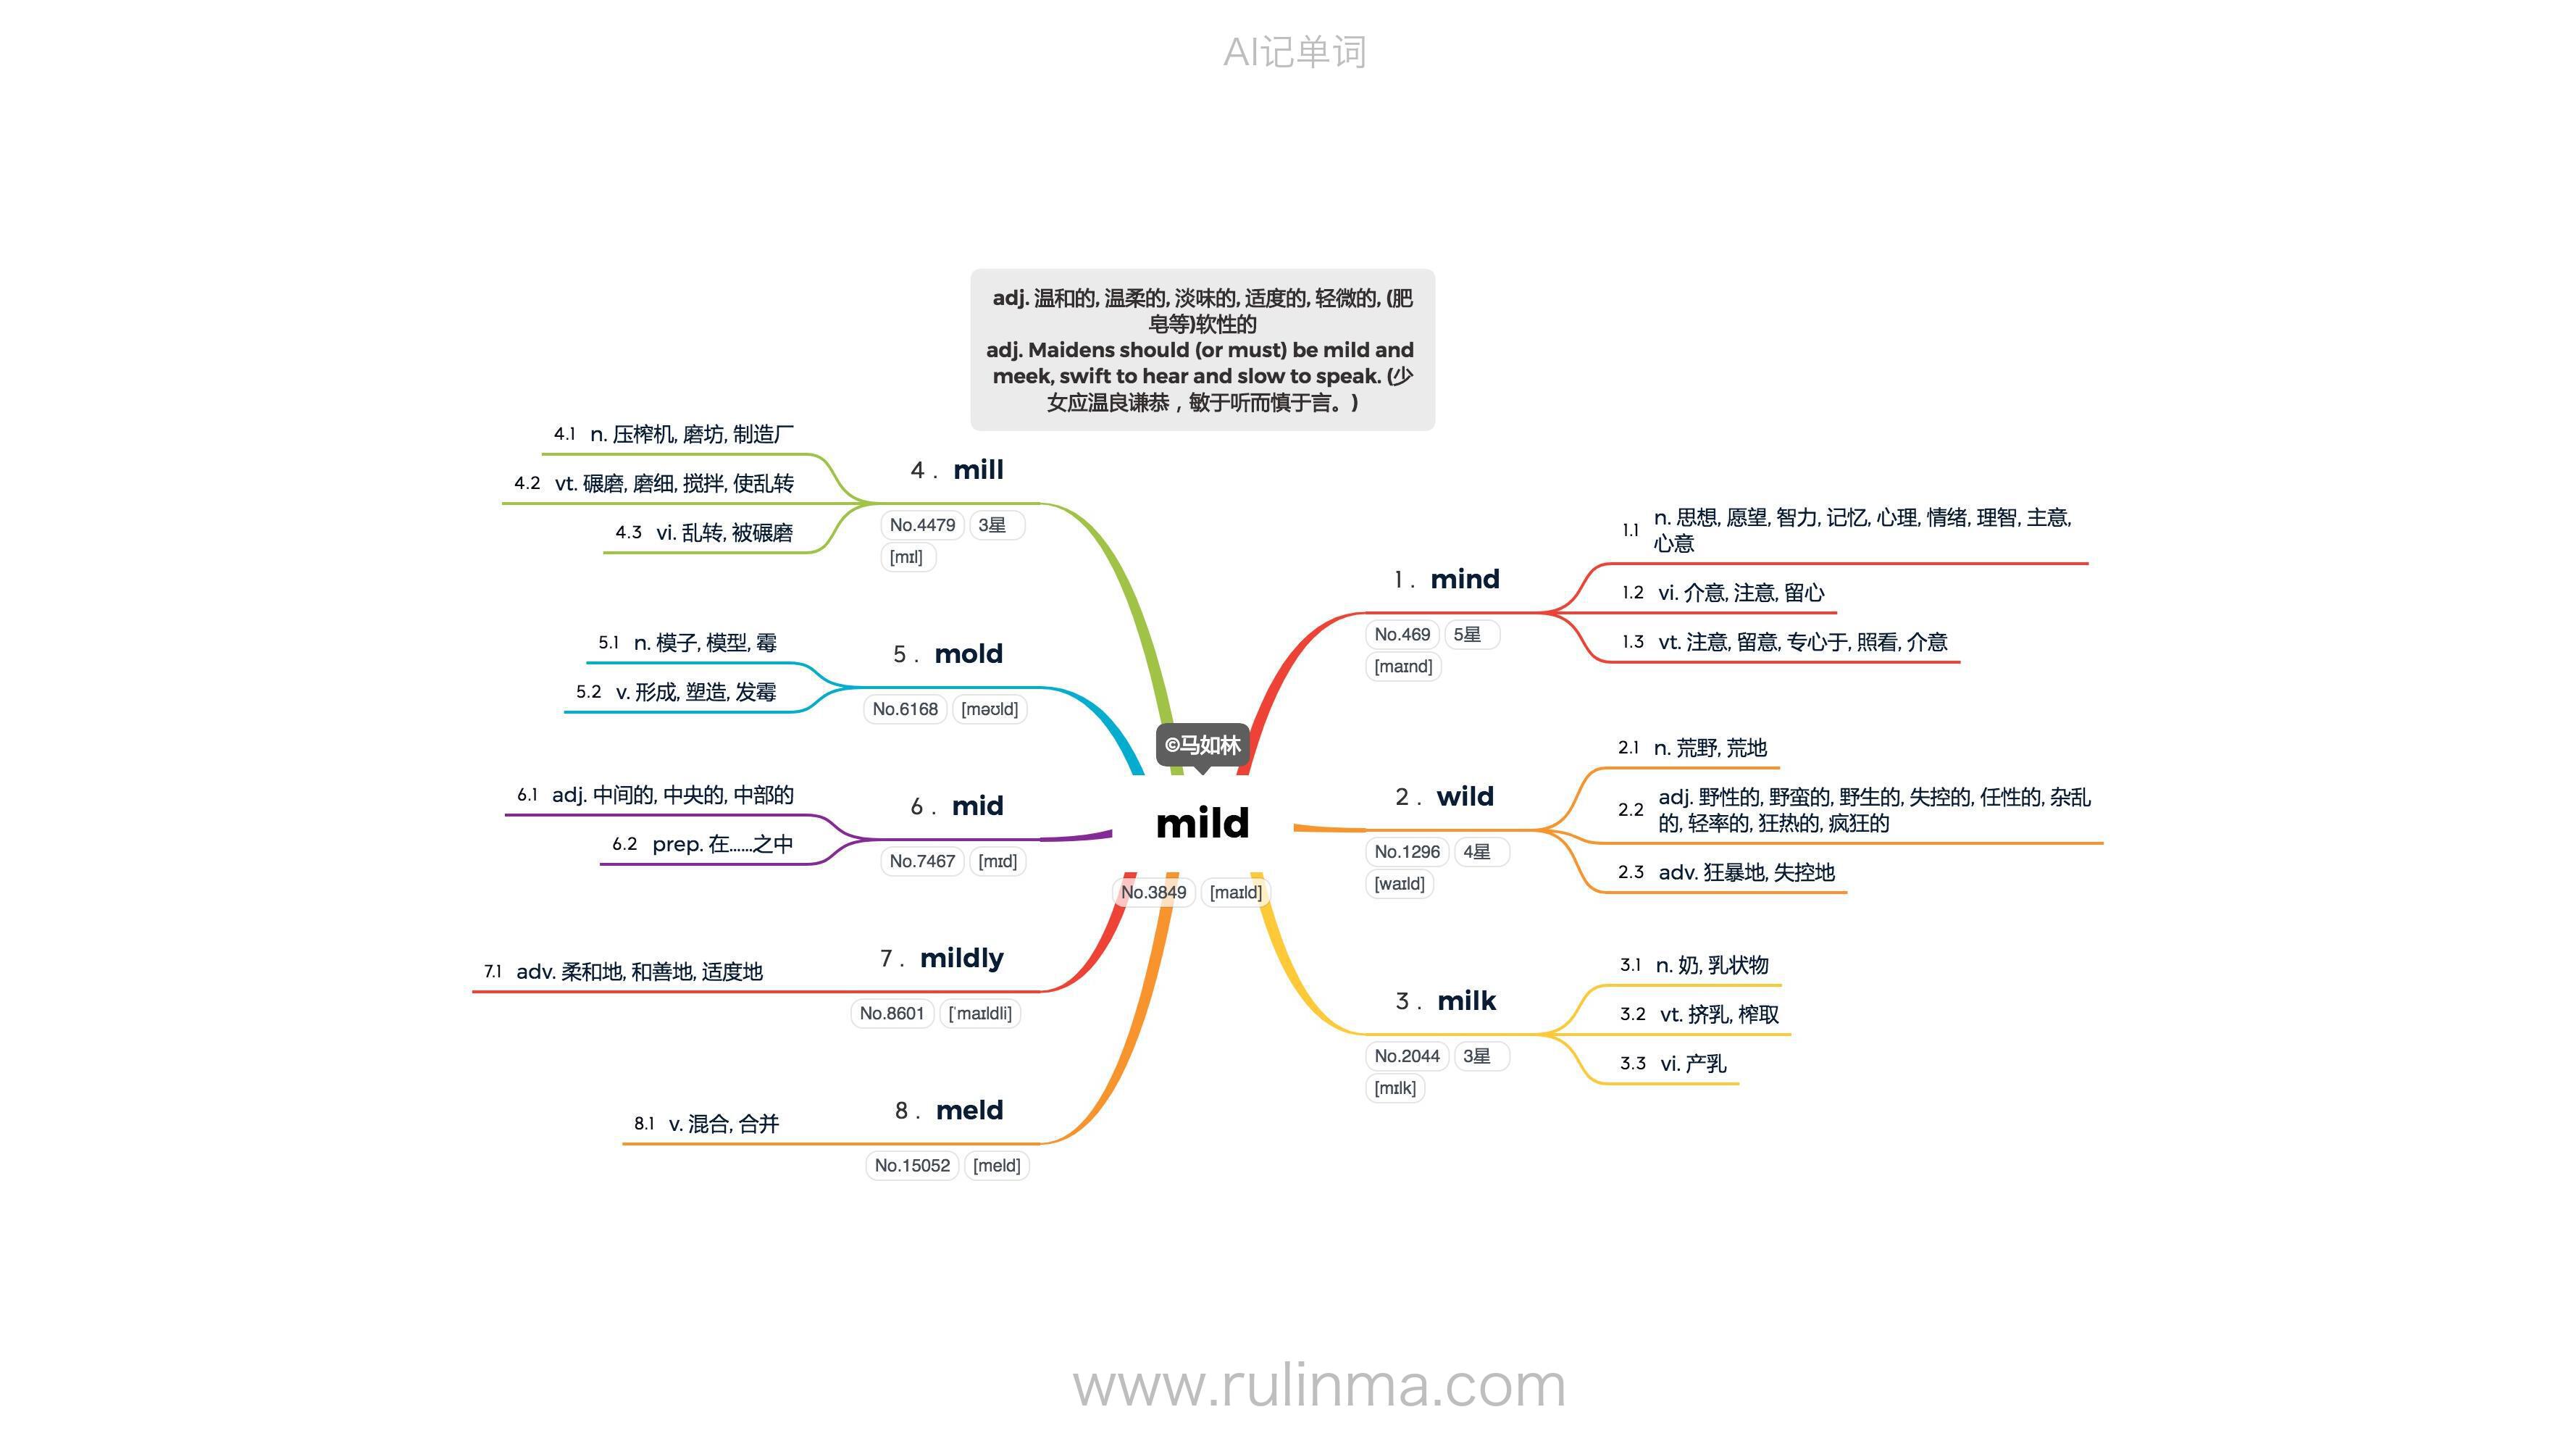 AI记单词
adj. 温和的, 温柔的, 淡味的, 适度的, 轻微的, (肥
皂等)软性的
adj. Maidens should (or must) be mild and
meek, swift to hear and slow to speak. (少
女应温良谦恭，敏于听而慎于言。)
©马如林
mild
No.3849 [maɪld]
1 . mind
No.469 5星
[maɪnd]
1.1 n. 思想, 愿望, 智力, 记忆, 心理, 情绪, 理智, 主意,
心意
1.2 vi. 介意, 注意, 留心
1.3 vt. 注意, 留意, 专心于, 照看, 介意
2 . wild
No.1296 4星
[waɪld]
2.1 n. 荒野, 荒地
2.2 adj. 野性的, 野蛮的, 野生的, 失控的, 任性的, 杂乱
的, 轻率的, 狂热的, 疯狂的
2.3 adv. 狂暴地, 失控地
3 . milk
No.2044 3星
[mɪlk]
3.1 n. 奶, 乳状物
3.2 vt. 挤乳, 榨取
3.3 vi. 产乳
4 . mill
No.4479 3星
[mɪl]
4.1 n. 压榨机, 磨坊, 制造厂
4.2 vt. 碾磨, 磨细, 搅拌, 使乱转
4.3 vi. 乱转, 被碾磨
5 . mold
No.6168 [məʊld]
5.1 n. 模子, 模型, 霉
5.2 v. 形成, 塑造, 发霉
6 . mid
No.7467 [mɪd]
6.1 adj. 中间的, 中央的, 中部的
6.2 prep. 在......之中
7 . mildly
No.8601 [ˈmaɪldli]
7.1 adv. 柔和地, 和善地, 适度地
8 . meld
No.15052 [meld]
8.1 v. 混合, 合并
www.rulinma.com